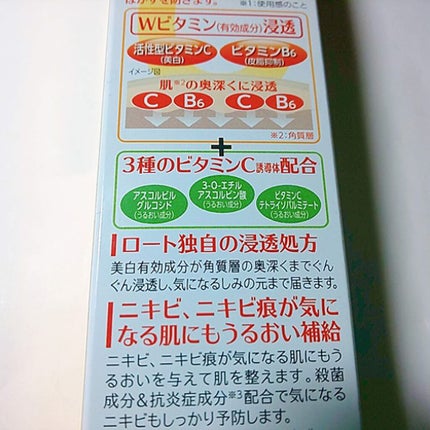 ※1:使用感のこと
Wビタミン(有効成分)浸透
活性型ビタミンC
(美白)
ビタミンB6
(皮脂抑制)
イメージ図
肌※2の奥深くに浸透
C B6 C B6
※2:角質層
+
3種のビタミンC誘導体配合
アスコルビル
グルコシド
(うるおい成分)
3-O-エチル
アスコルビン酸
(うるおい成分)
ビタミンC
テトライソパルミテート
(うるおい成分)
ロート独自の浸透処方
美白有効成分が角質層の奥深くまでぐん
ぐん浸透し、気になるしみの元まで届きます。
ニキビ、ニキビ痕が気に
なる肌にもうるおい補給
ニキビ、ニキビ痕が気になる肌にもう
るおいを与えて肌を整えます。殺菌
成分&抗炎症成分※3配合で気になる
ニキビもしっかり予防します。